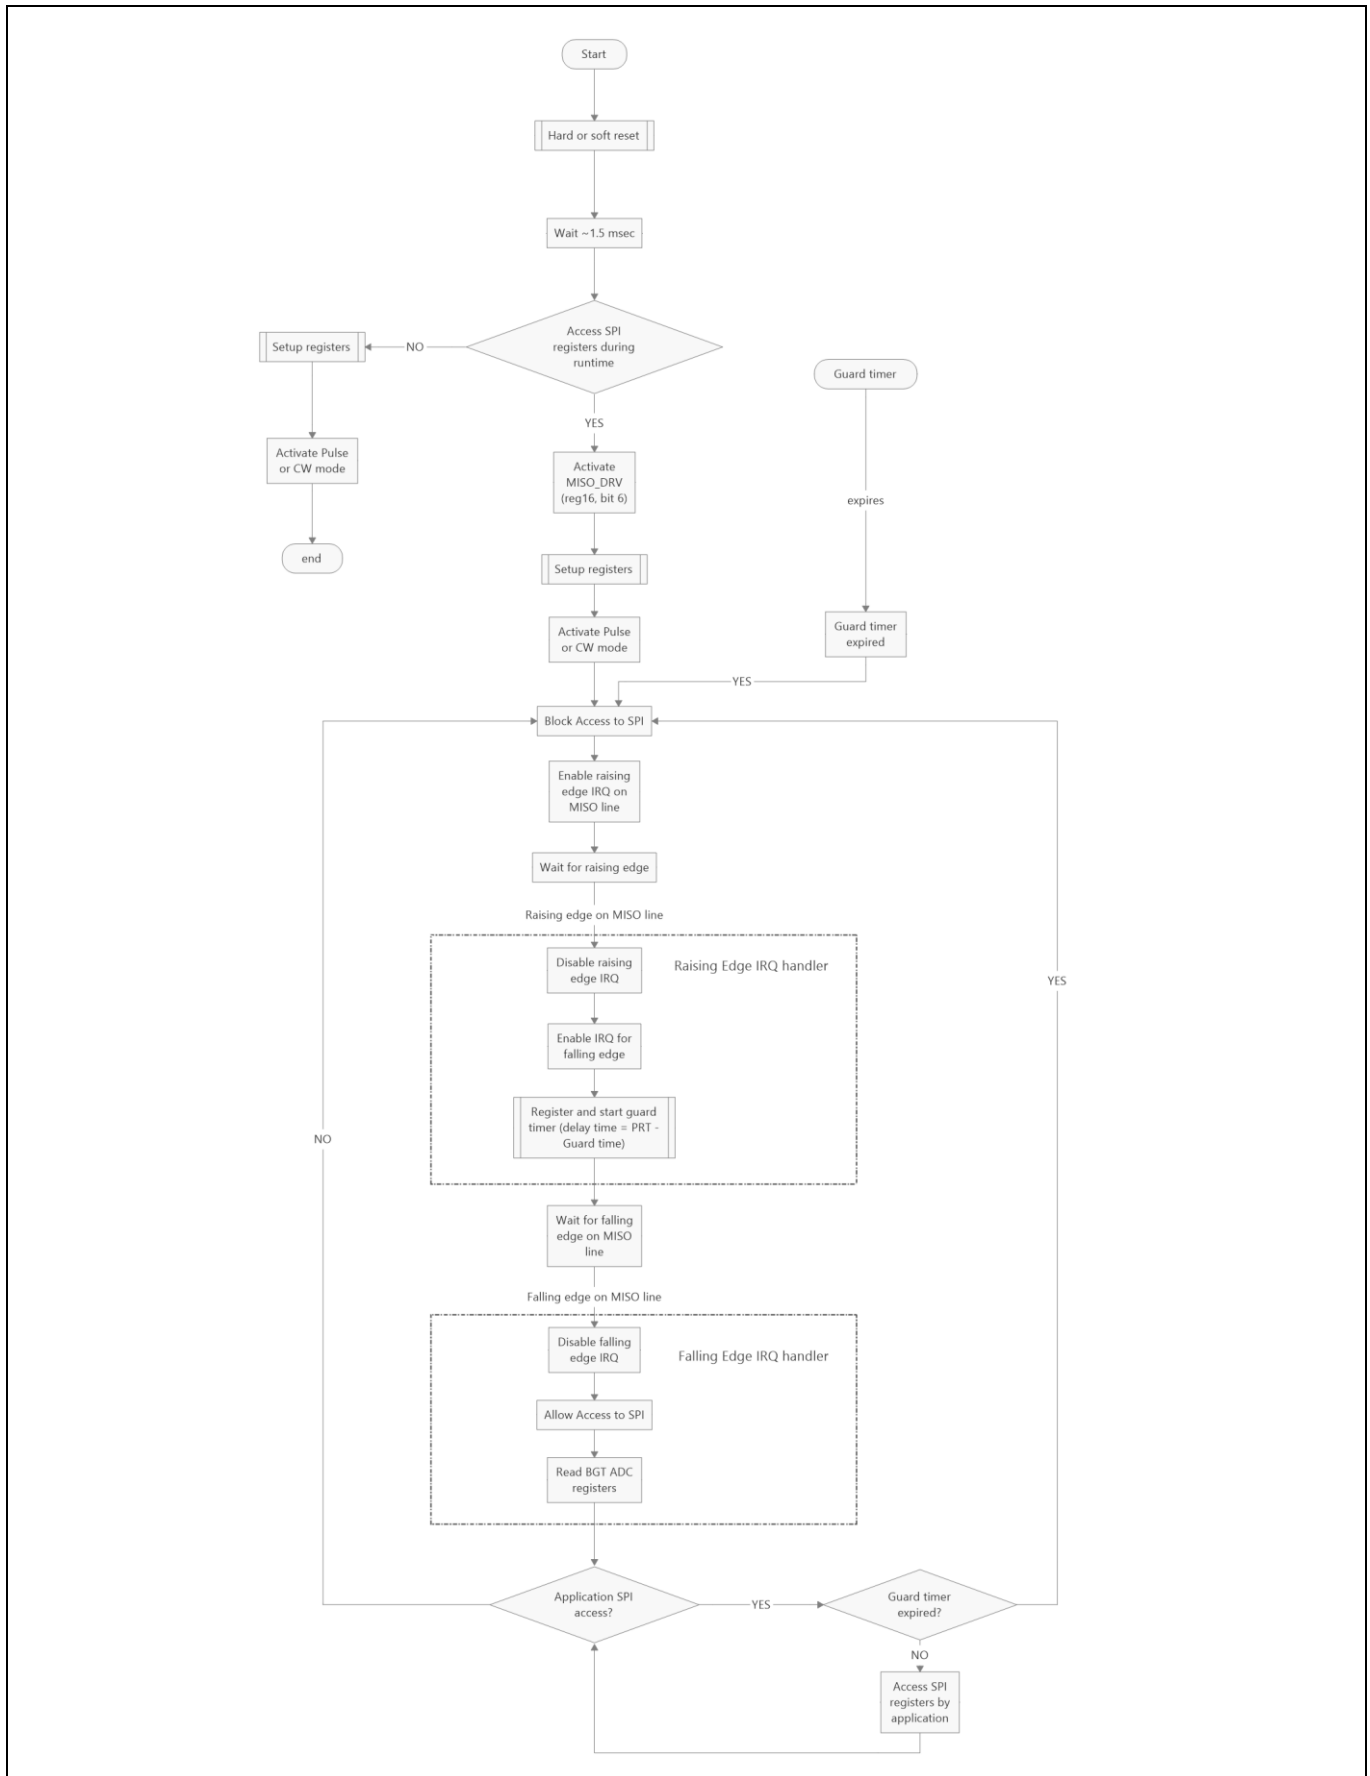 Start
Hard or soft reset
Wait ~1.5 msec
Access SPI
registers during
runtime
NO
Setup registers
Activate Pulse
or CW mode
end
YES
Activate
MISO_DRV
(reg16, bit 6)
Setup registers
Activate Pulse
or CW mode
Guard timer
expires
Guard timer
expired
YES
Block Access to SPI
Enable raising
edge IRQ on
MISO line
Wait for raising edge
Raising edge on MISO line
Disable raising
edge IRQ
Raising Edge IRQ handler
Enable IRQ for
falling edge
Register and start guard
timer (delay time = PRT -
Guard time)
NO
YES
Wait for falling
edge on MISO
line
Falling edge on MISO line
Disable falling
edge IRQ
Falling Edge IRQ handler
Allow Access to SPI
Read BGT ADC
registers
Application SPI
access?
YES
Guard timer
expired?
NO
Access SPI
registers by
application